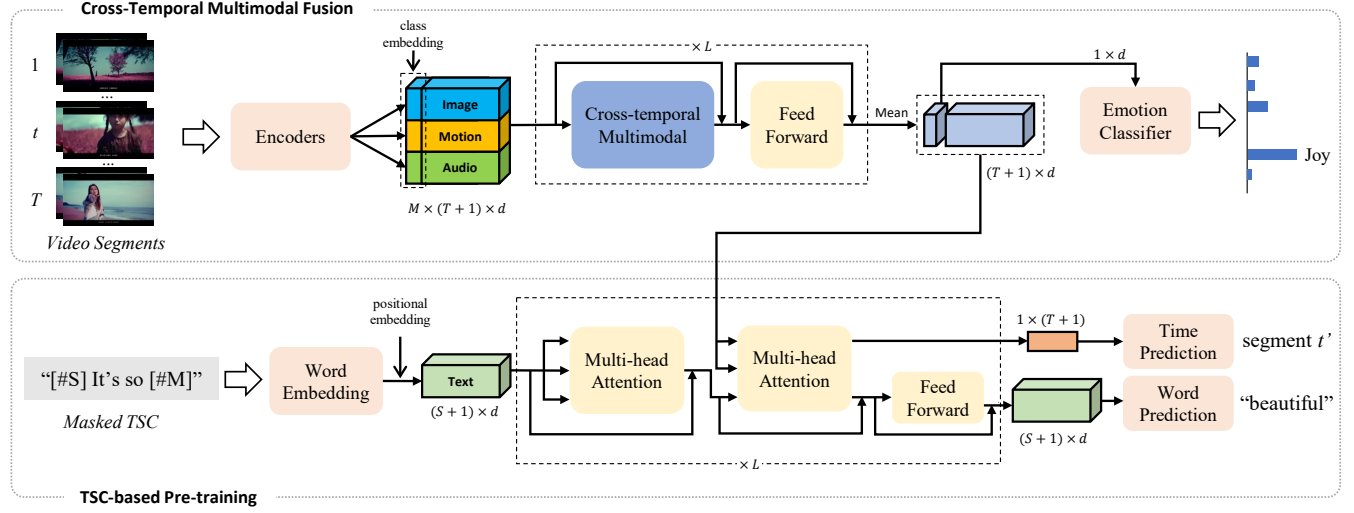 Cross-Temporal Multimodal Fusion
1
...
t
...
T
Video Segments
Encoders
class
embedding
Image
Motion
Audio
M × (T + 1) × d
× L
Cross-temporal
Multimodal
Feed
Forward
Mean
(T + 1) × d
1 × d
Emotion
Classifier
Joy
“[#S] It's so [#M]”
Masked TSC
Word
Embedding
positional
embedding
Text
(S + 1) × d
Multi-head
Attention
Multi-head
Attention
Feed
Forward
× L
1 × (T + 1)
Time
Prediction
segment t’
(S + 1) × d
Word
Prediction
“beautiful”
TSC-based Pre-training